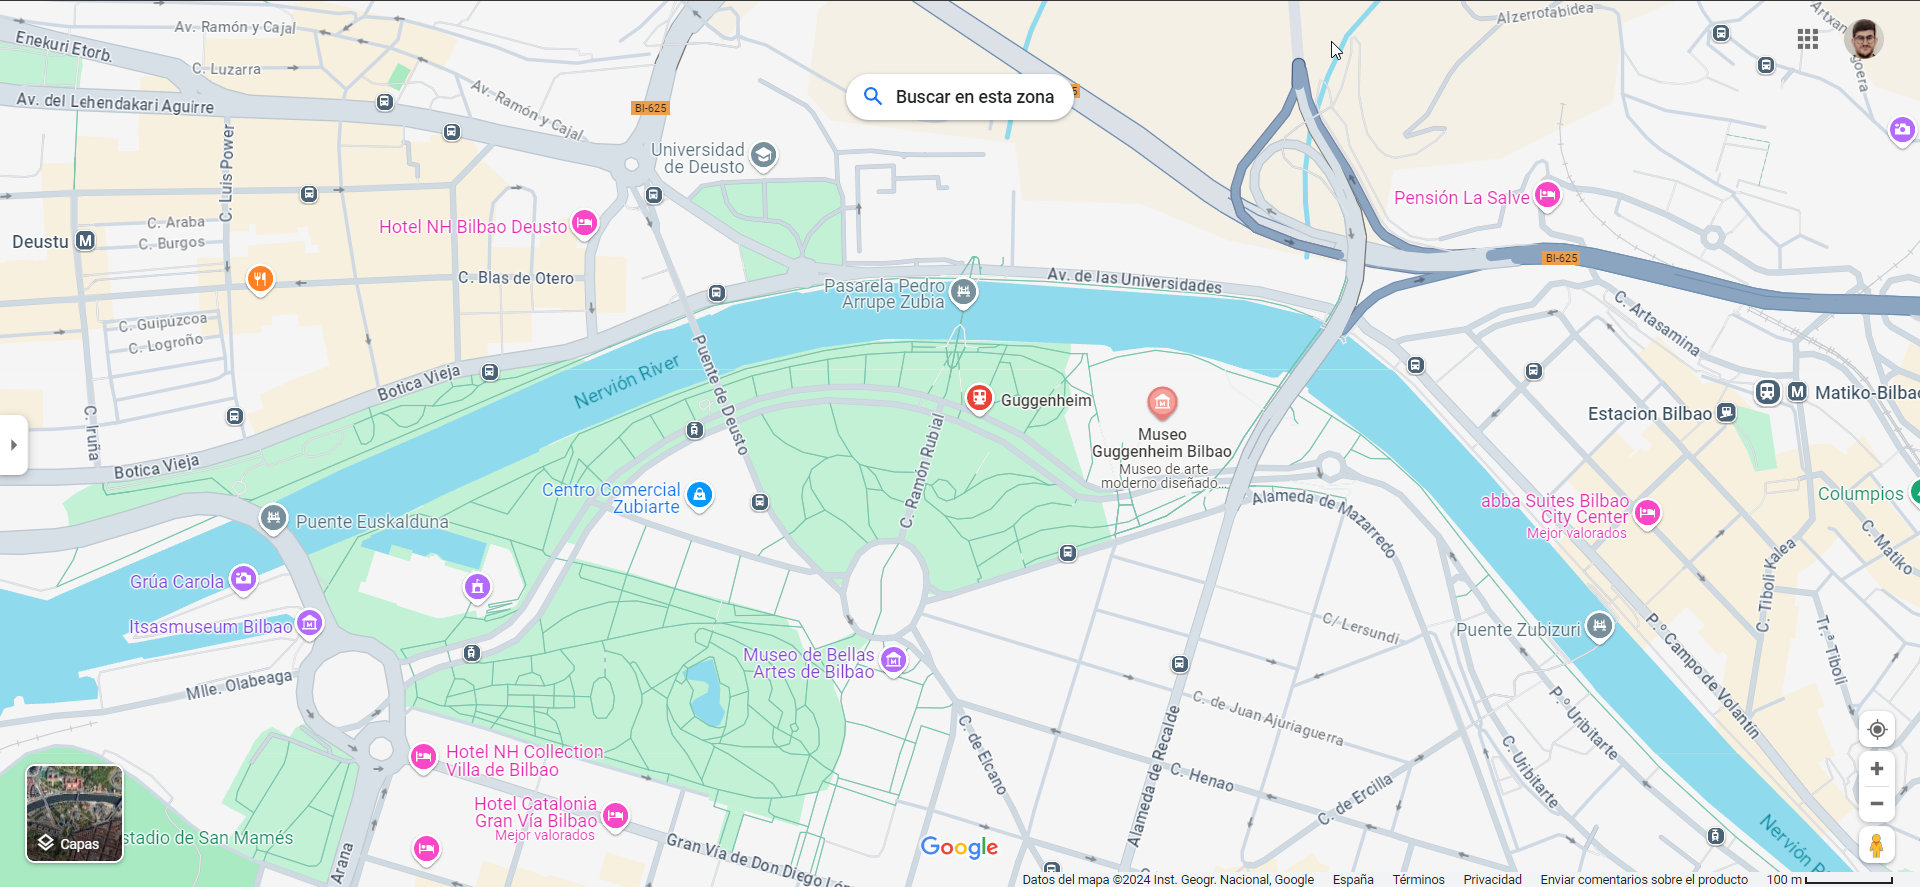 Av. Ramón y Cajal
Enekuri Etorb.
C. Luzarra
Av. del Lehendakari Aguirre
Av. Ramón y Cajal
BI-625
Buscar en esta zona
Alzerrotabidea
C. Luis Power
Universidad
de Deusto
Pensión La Salve
C. Araba
C. Burgos
Deustu
Hotel NH Bilbao Deusto
C. Blas de Otero
BI-625
Av. de las Universidades
Pasarela Pedro
Arrupe Zubia
C. Guipúzcoa
C. Logroño
C. Artasamina
Puente de Deusto
Nervión River
Botica Vieja
C. Iruña
Guggenheim
Matiko-Bilbao
Estacion Bilbao
Museo
Guggenheim Bilbao
Museo de arte
moderno diseñado...
C. Ramón Rubial
Botica Vieja
Centro Comercial
Zubiarte
Alameda de Mazarredo
abba Suites Bilbao
City Center
Mejor valorados
Columpios
Puente Euskalduna
C. Matiko
C. Tiboli Kalea
Grúa Carola
Itsasmuseum Bilbao
C/ Lersundi
Puente Zubizuri
Tr.ª Tiboli
P.º Campo de Volantín
Museo de Bellas
Artes de Bilbao
Mlle. Olabeaga
C. de Juan Ajuriaguerra
P.º Uribitarte
C. Uribitarte
C. de Elcano
Alameda de Recalde
C. Henao
C. de Ercilla
Hotel NH Collection
Villa de Bilbao
Hotel Catalonia
Gran Vía Bilbao
Mejor valorados
stadio de San Mamés
Capas
Arana
Gran Vía de Don Diego Lóp
Google
Nervión R
Datos del mapa ©2024 Inst. Geogr. Nacional, Google España Términos Privacidad Enviar comentarios sobre el producto 100 m